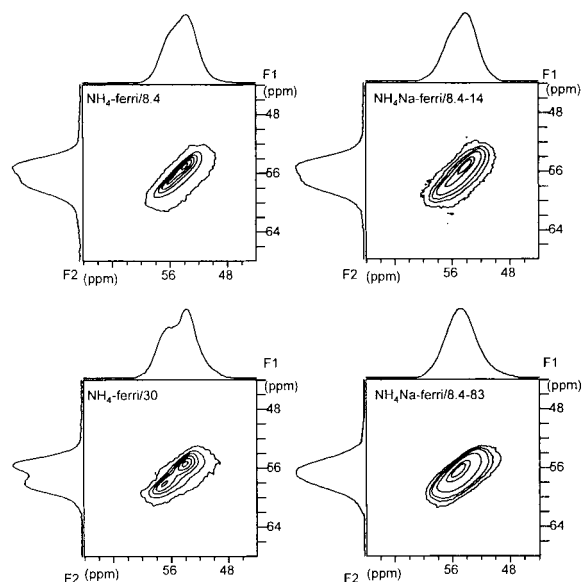 F1
(ppm)
NH4-ferri/8.4
48
56
64
F2 (ppm)
56
48
F1
(ppm)
NH4Na-ferri/8.4-14
48
56
64
F2 (ppm)
56
48
F1
(ppm)
NH4-ferri/30
48
56
64
F2 (ppm)
56
48
F1
(ppm)
NH4Na-ferri/8.4-83
48
56
64
F2 (ppm)
56
48